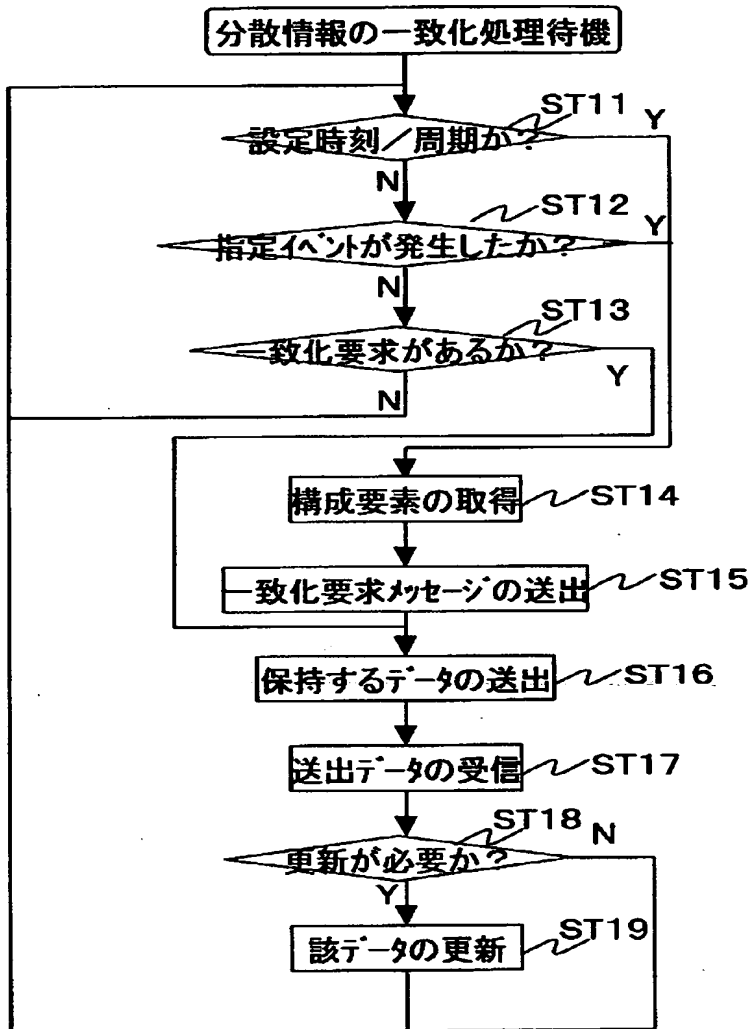 分散情報の一致化処理待機
ST11
設定時刻／周期か？
Y
N
ST12
指定イベントが発生したか？
Y
N
ST13
一致化要求があるか？
Y
N
構成要素の取得
ST14
一致化要求メッセージの送出
ST15
保持するデータの送出
ST16
送出データの受信
ST17
ST18
更新が必要か？
N
Y
該データの更新
ST19